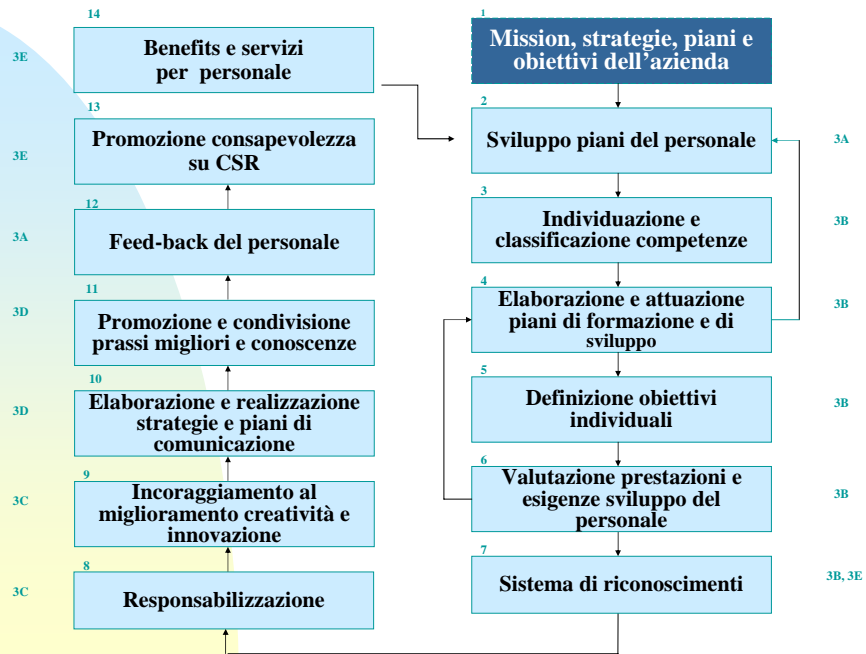 1
Mission, strategie, piani e
obiettivi dell'azienda
2
Sviluppo piani del personale
3A
3
Individuazione e
classificazione competenze
3B
4
Elaborazione e attuazione
piani di formazione e di
sviluppo
3B
5
Definizione obiettivi
individuali
3B
6
Valutazione prestazioni e
esigenze sviluppo del
personale
3B
7
Sistema di riconoscimenti
3B, 3E
8
Responsabilizzazione
3C
9
Incoraggiamento al
miglioramento creatività e
innovazione
3C
10
Elaborazione e realizzazione
strategie e piani di
comunicazione
3D
11
Promozione e condivisione
prassi migliori e conoscenze
3D
12
Feed-back del personale
3A
13
Promozione consapevolezza
su CSR
3E
14
Benefits e servizi
per personale
3E